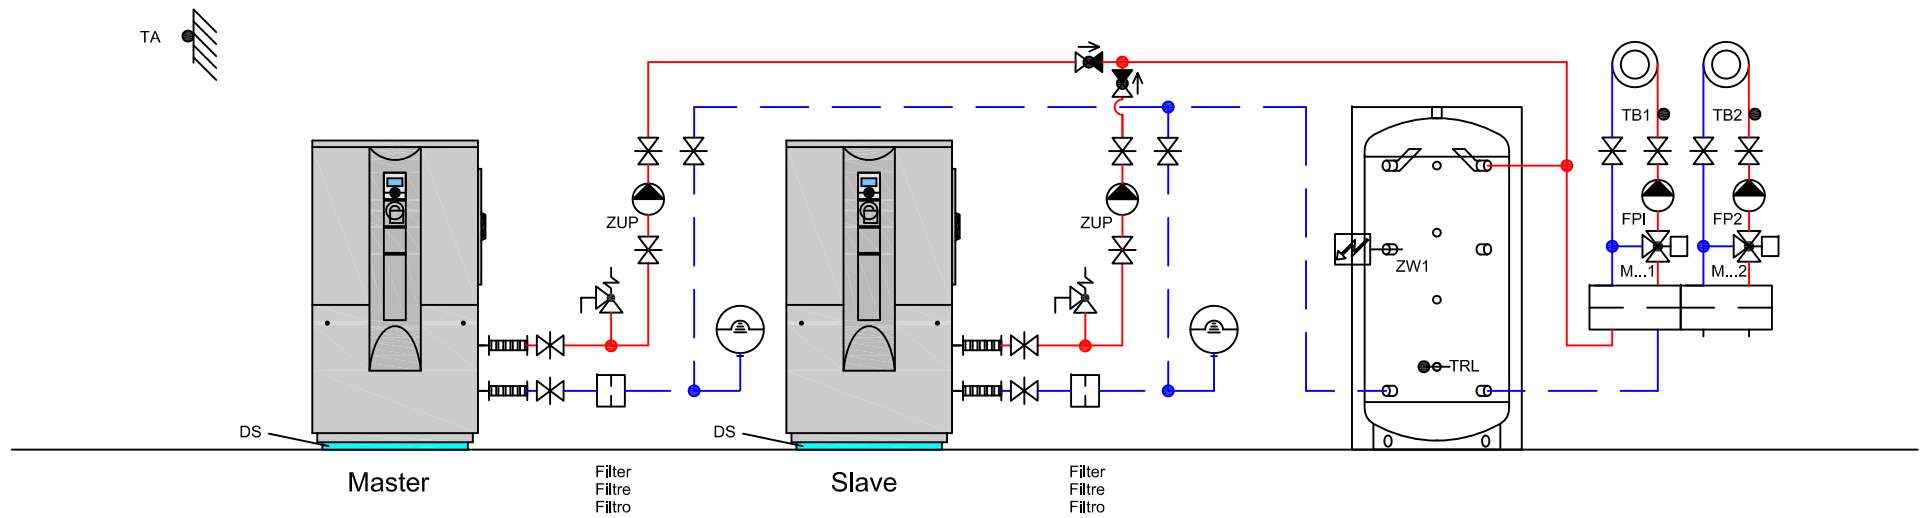 TA
TB1
TB2
ZUP
ZUP
FP1
FP2
ZW1
M...1
M...2
TRL
DS
DS
Master
Slave
Filter
Filtre
Filtro
Filter
Filtre
Filtro